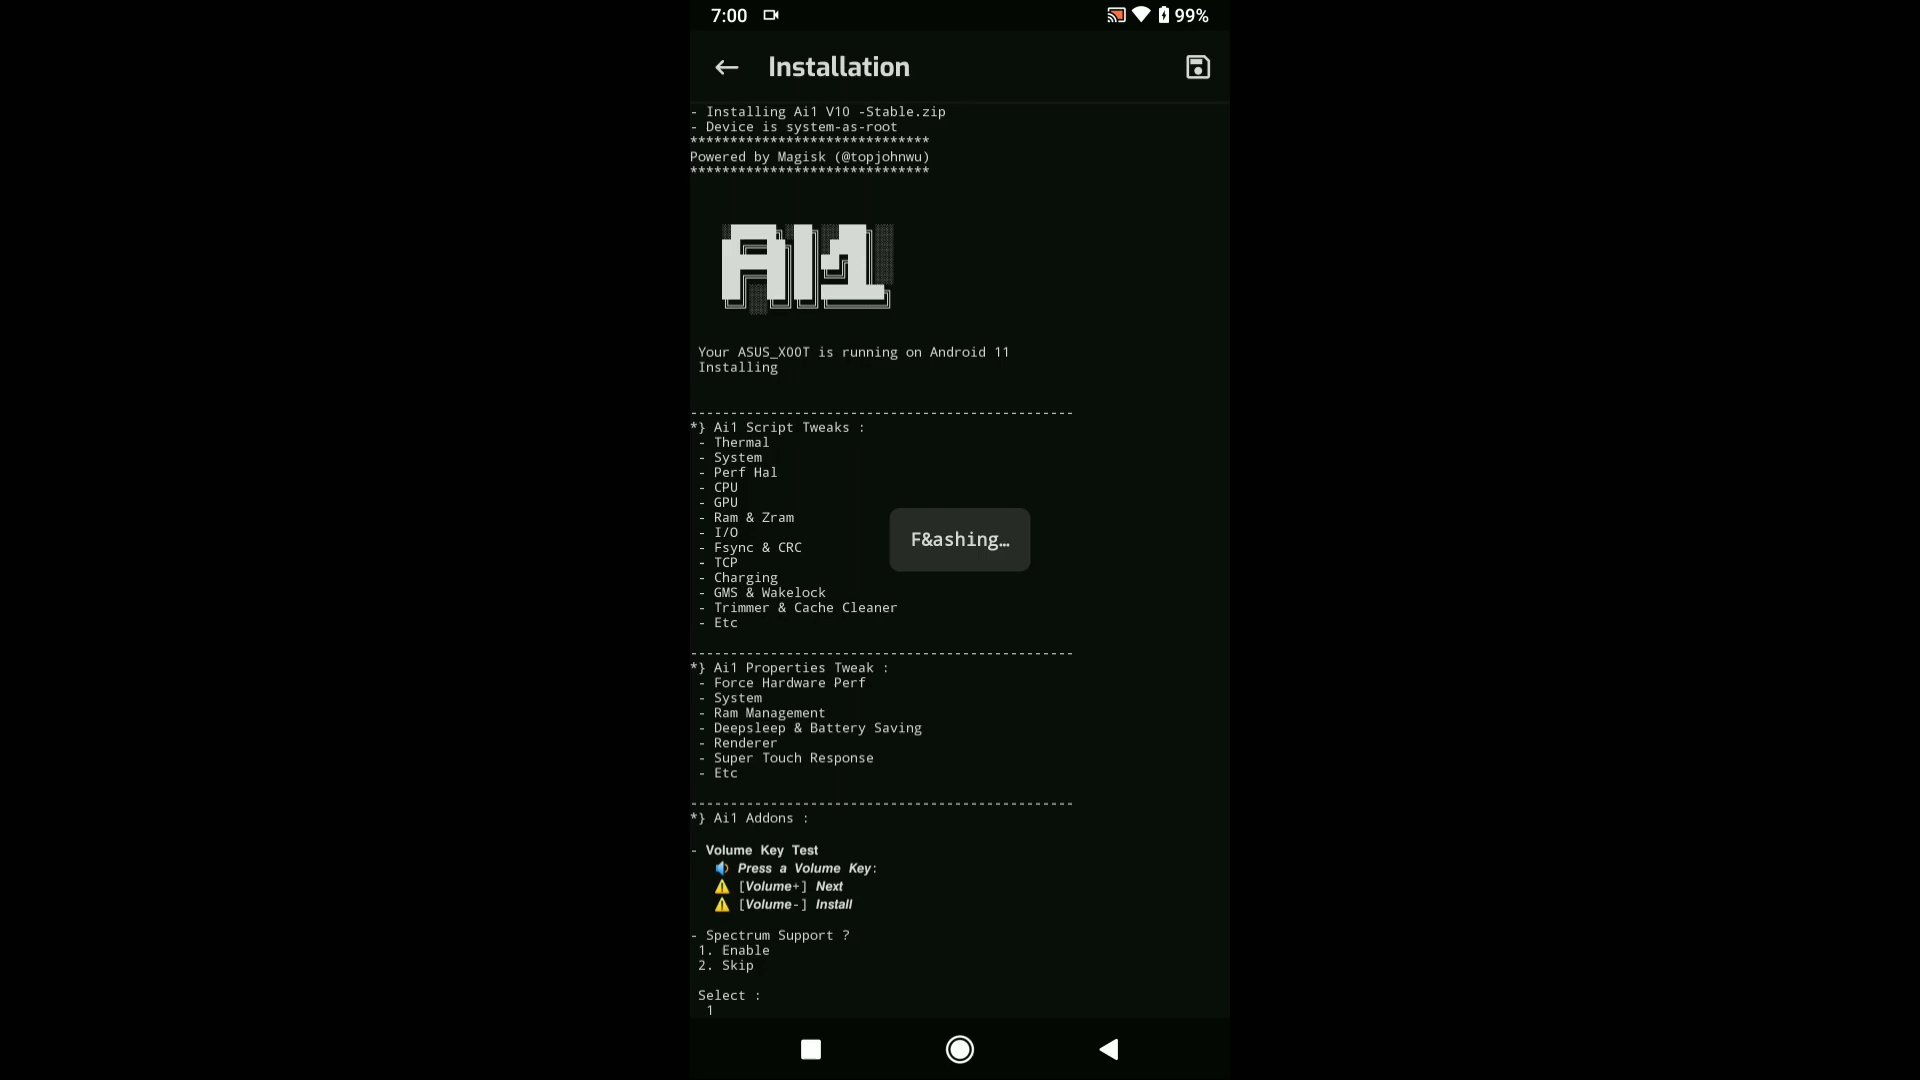 7:00 99%
Installation
- Installing Ai1 V10 -Stable.zip
- Device is system-as-root
******************************
Powered by Magisk (@topjohnwu)
******************************
AI1
Your ASUS_X00T is running on Android 11
Installing
------------------------------------------------
*} Ai1 Script Tweaks :
- Thermal
- System
- Perf Hal
- CPU
- GPU
- Ram & Zram
- I/O
- Fsync & CRC
- TCP
- Charging
- GMS & Wakelock
- Trimmer & Cache Cleaner
- Etc
F&ashing…
------------------------------------------------
*} Ai1 Properties Tweak :
- Force Hardware Perf
- System
- Ram Management
- Deepsleep & Battery Saving
- Renderer
- Super Touch Response
- Etc
------------------------------------------------
*} Ai1 Addons :
- Volume Key Test
🔊 Press a Volume Key:
⚠️ [Volume+] Next
⚠️ [Volume-] Install
- Spectrum Support ?
1. Enable
2. Skip
Select :
1